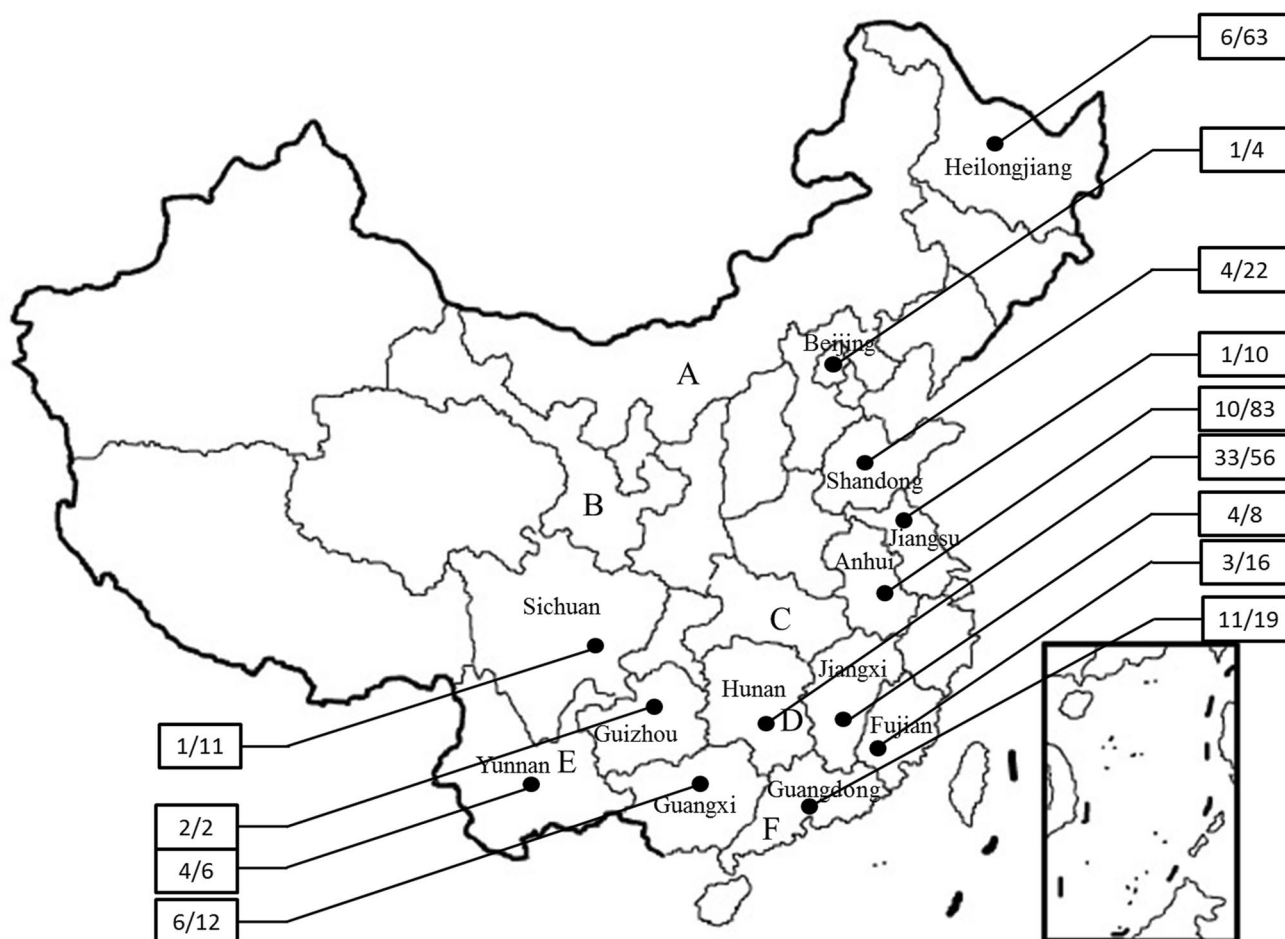 6/63
Heilongjiang
1/4
4/22
Beijing
1/10
A
10/83
33/56
Shandong
B
4/8
Jiangsu
Anhui
3/16
Sichuan
C
11/19
Jiangxi
Hunan
D
Fujian
Guizhou
1/11
Yunnan
E
Guangxi
Guangdong
F
2/2
4/6
6/12